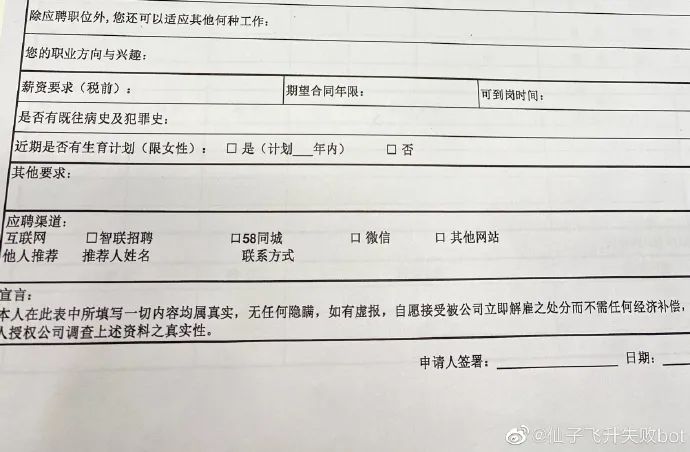 除应聘职位外,您还可以适应其他何种工作:
您的职业方向与兴趣:
薪资要求（税前）: 期望合同年限: 可到岗时间:
是否有既往病史及犯罪史:
近期是否有生育计划（限女性）: □ 是（计划___年内） □ 否
其他要求:
应聘渠道:
互联网 □智联招聘 □58同城 □ 微信 □ 其他网站
他人推荐 推荐人姓名 联系方式
宣言:
本人在此表中所填写一切内容均属真实，无任何隐瞒，如有虚报，自愿接受被公司立即解雇之处分而不需任何经济补偿，
人授权公司调查上述资料之真实性。
申请人签署:____________ 日期:____
@仙子飞升失败bot